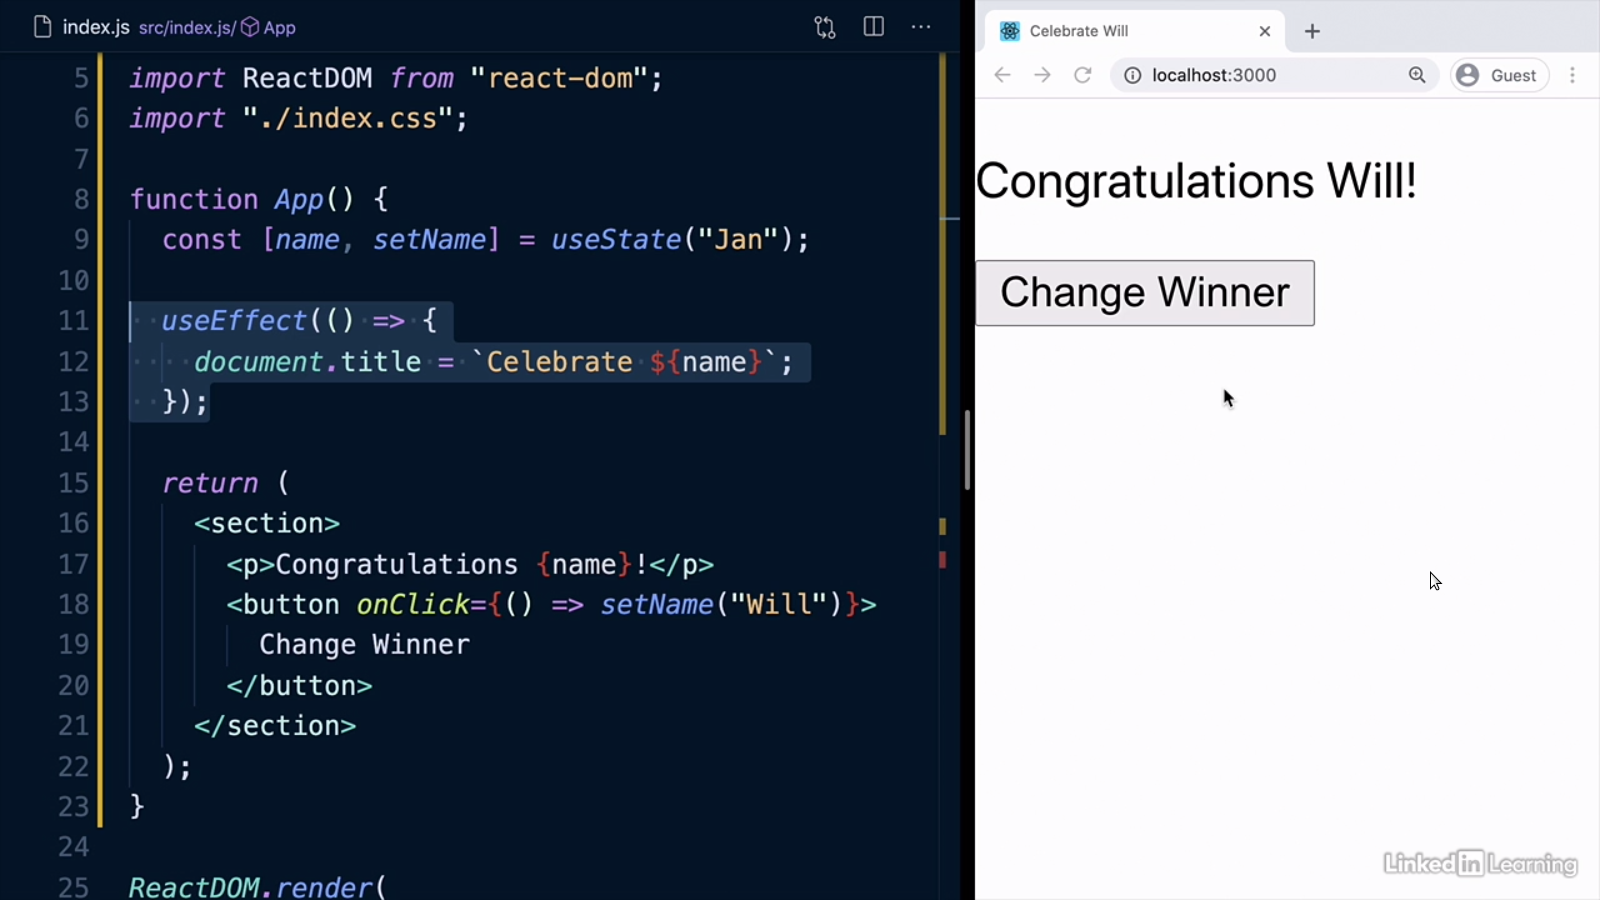 index.js src/index.js/ App
5 import ReactDOM from "react-dom";
6 import "./index.css";
7
8 function App() {
9 const [name, setName] = useState("Jan");
10
11 useEffect(() => {
12 document.title = `Celebrate ${name}`;
13 });
14
15 return (
16 <section>
17 <p>Congratulations {name}!</p>
18 <button onClick={() => setName("Will")}>
19 Change Winner
20 </button>
21 </section>
22 );
23 }
24
25 ReactDOM.render(
Celebrate Will
localhost:3000
Guest
Congratulations Will!
Change Winner
Linked in Learning